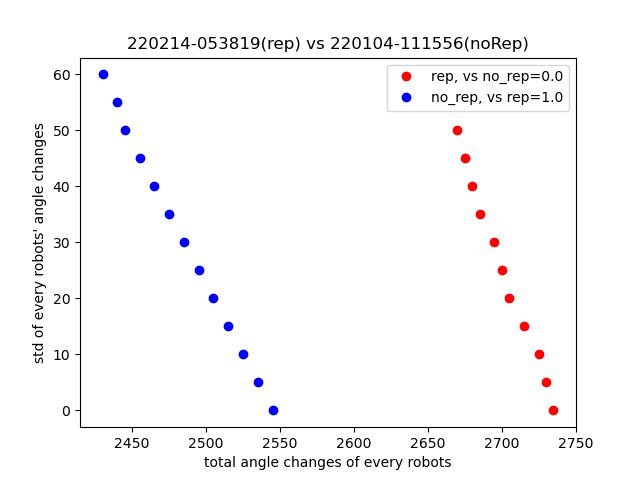 220214-053819(rep) vs 220104-111556(noRep)
rep, vs no_rep=0.0
no_rep, vs rep=1.0
std of every robots' angle changes
60
50
40
30
20
10
0
2450 2500 2550 2600 2650 2700 2750
total angle changes of every robots